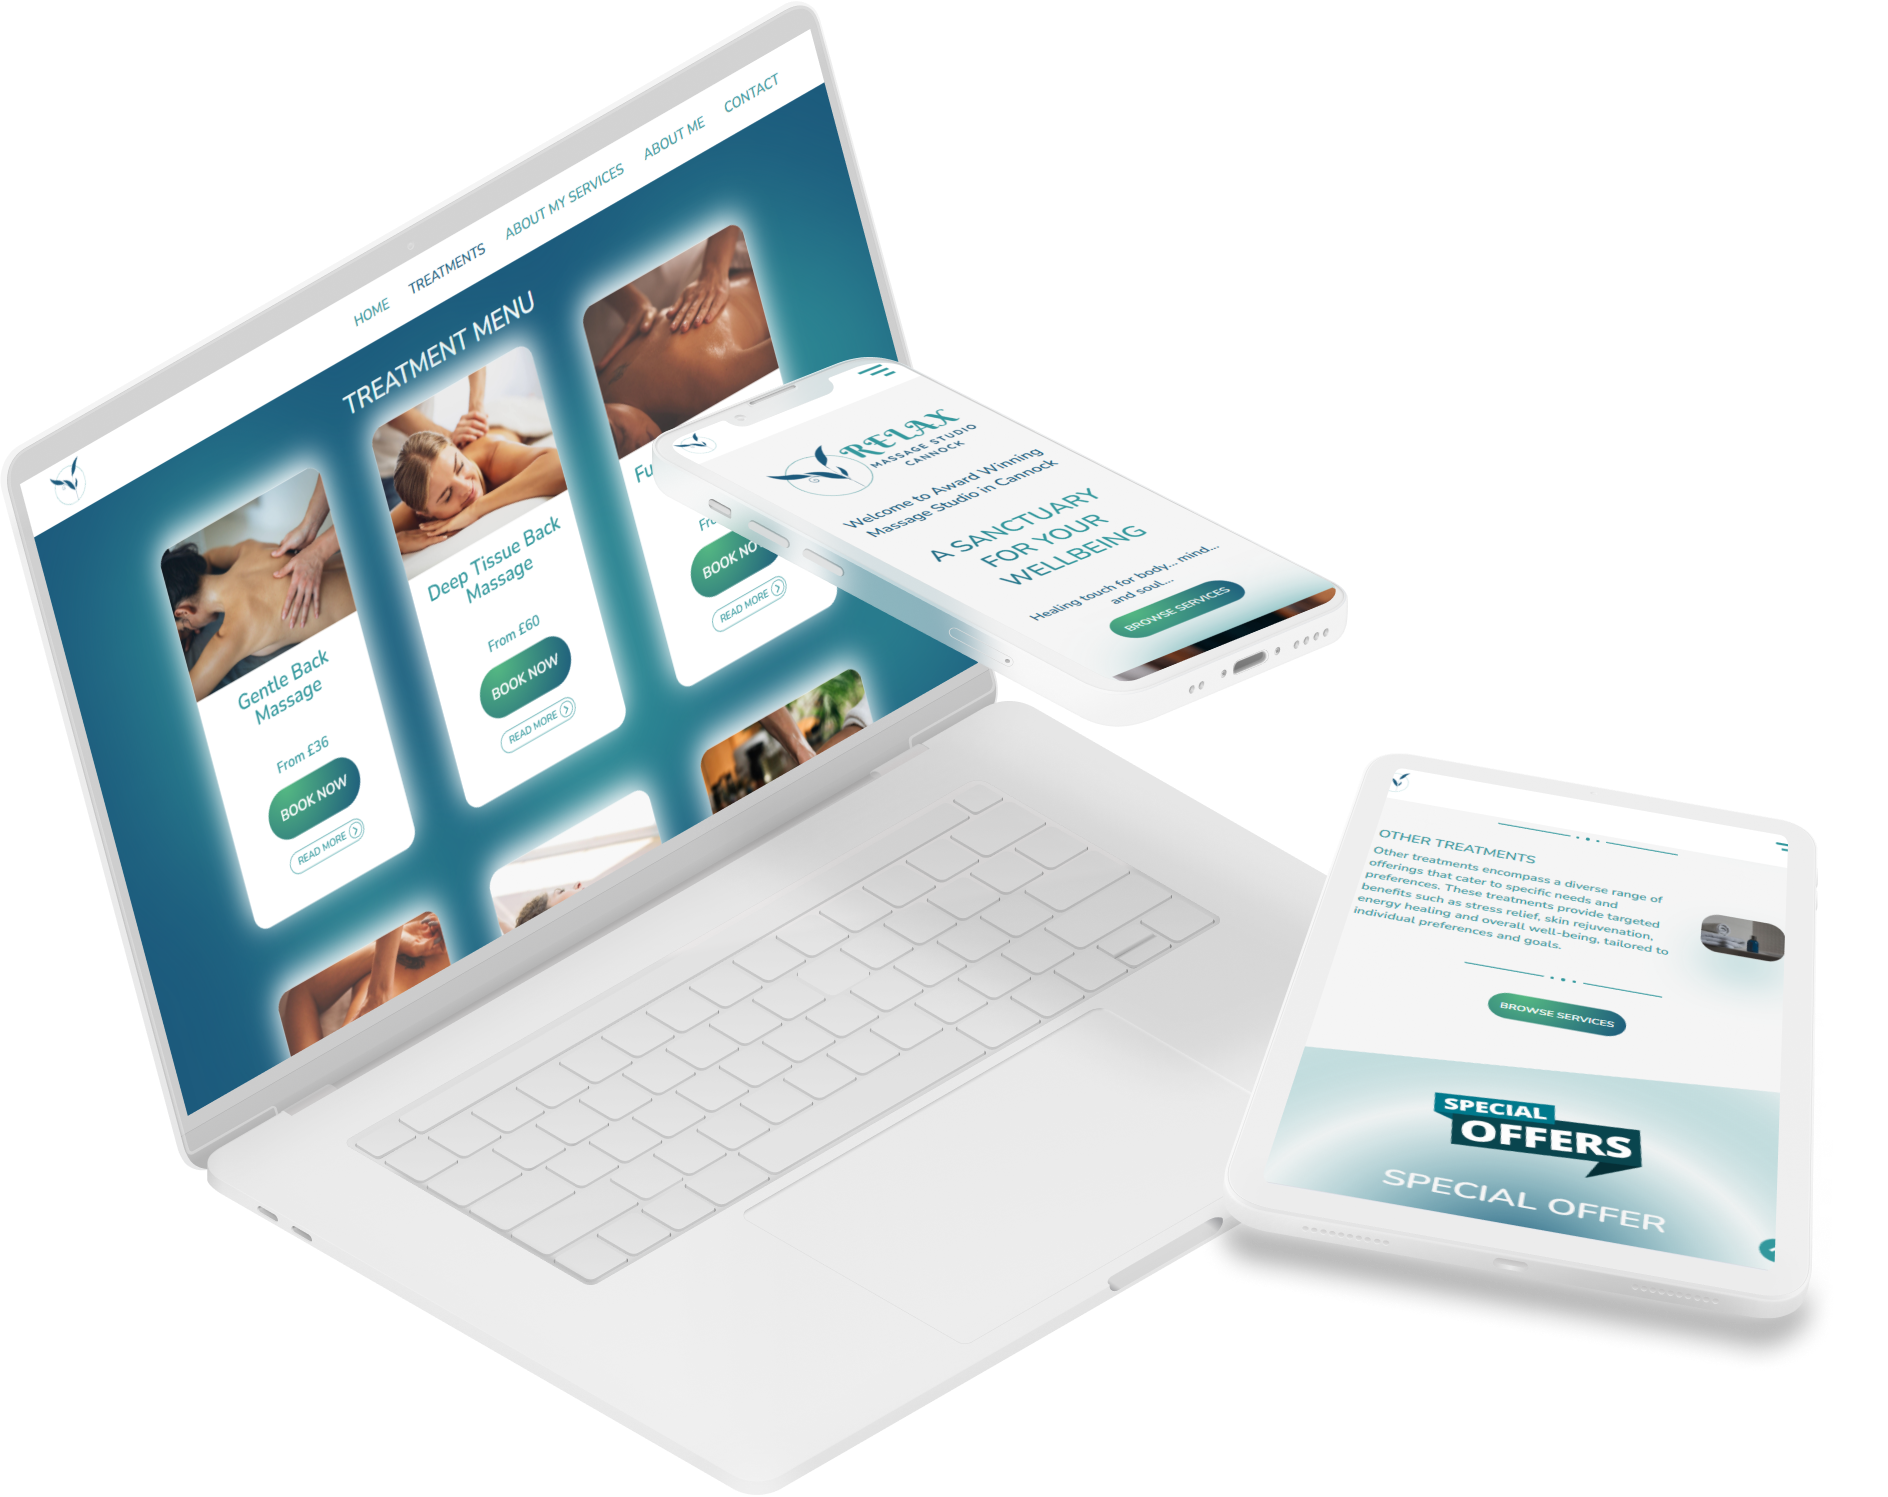 HOME
TREATMENTS
ABOUT MY SERVICES
ABOUT ME
CONTACT
TREATMENT MENU
Gentle Back
Massage
From £36
BOOK NOW
READ MORE
Deep Tissue Back
Massage
From £60
BOOK NOW
READ MORE
BOOK NO
READ MORE
RELAX
MASSAGE STUDIO
CANNOCK
Welcome to Award Winning
Massage Studio in Cannock
A SANCTUARY
FOR YOUR
WELLBEING
Healing touch for body... mind...
and soul...
BROWSE SERVICES
OTHER TREATMENTS
Other treatments encompass a diverse range of
offerings that cater to specific needs and
preferences. These treatments provide targeted
benefits such as stress relief, skin rejuvenation,
energy healing and overall well-being, tailored to
individual preferences and goals.
BROWSE SERVICES
SPECIAL
OFFERS
SPECIAL OFFER